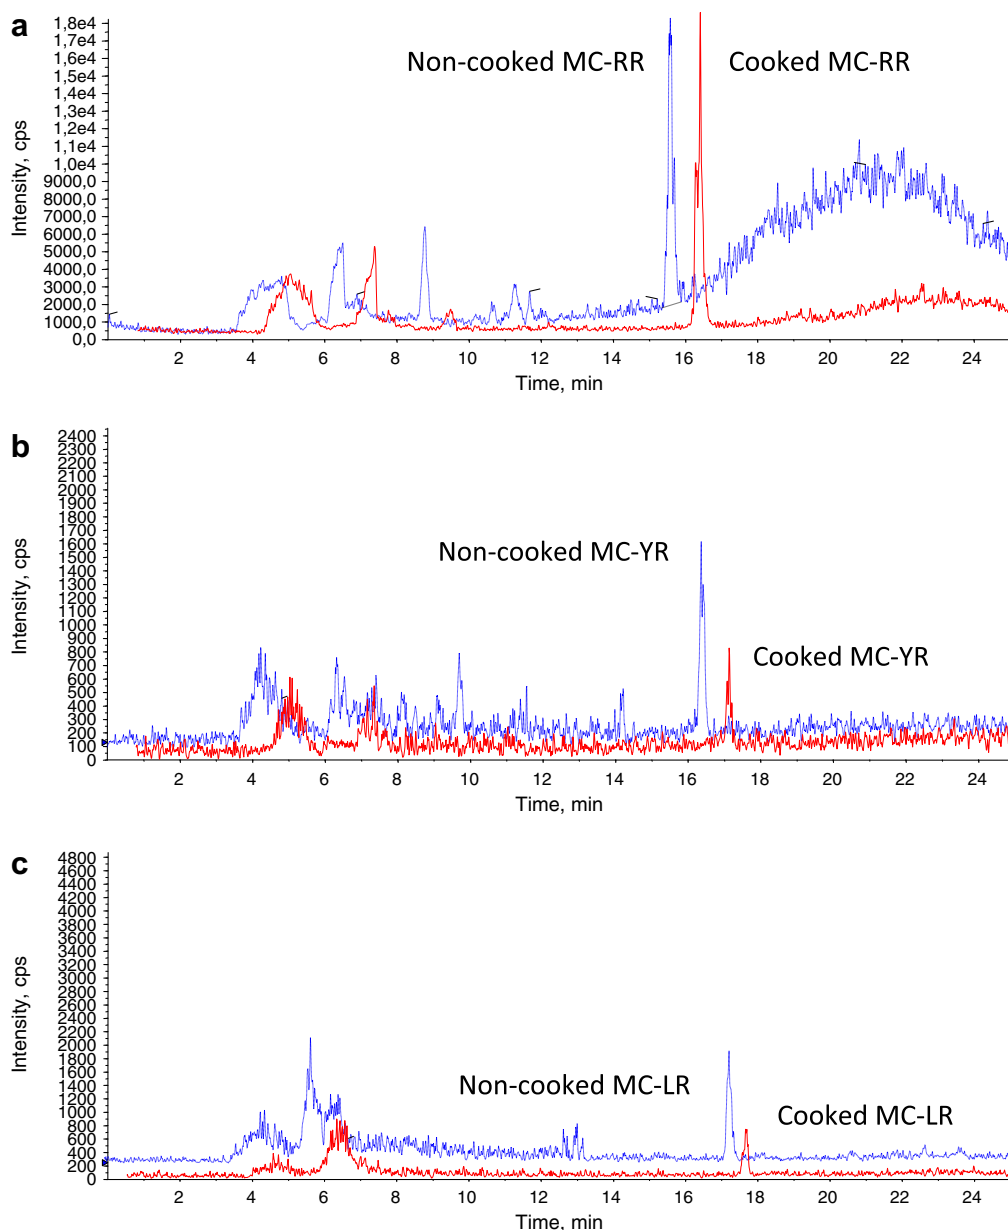 a
Intensity, cps
1,8e4
1,7e4
1,6e4
1,5e4
1,4e4
1,3e4
1,2e4
1,1e4
1,0e4
9000,0
8000,0
7000,0
6000,0
5000,0
4000,0
3000,0
2000,0
1000,0
0,0
Non-cooked MC-RR Cooked MC-RR
2 4 6 8 10 12 14 16 18 20 22 24
Time, min
b
Intensity, cps
2400
2200
2100
2000
1900
1800
1700
1600
1500
1400
1300
1200
1100
1000
900
800
700
600
500
400
300
200
100
0
Non-cooked MC-YR
Cooked MC-YR
2 4 6 8 10 12 14 16 18 20 22 24
Time, min
c
Intensity, cps
4800
4600
4400
4200
4000
3800
3600
3400
3200
3000
2800
2600
2400
2200
2000
1800
1600
1400
1200
1000
800
600
400
200
0
Non-cooked MC-LR
Cooked MC-LR
2 4 6 8 10 12 14 16 18 20 22 24
Time, min